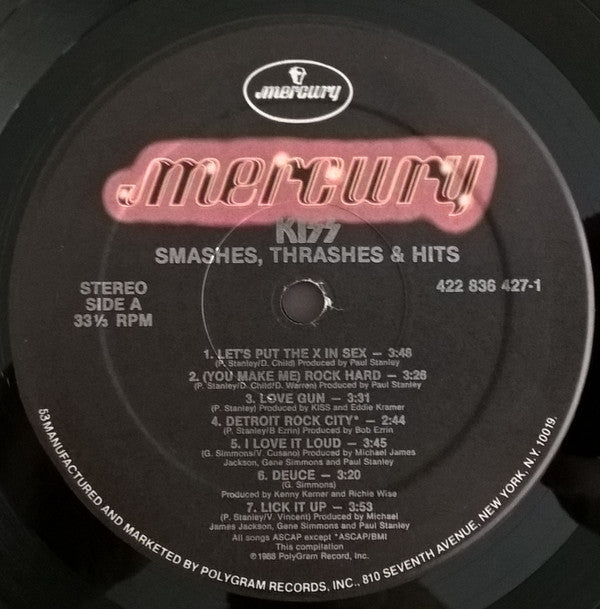 mercury
mercury
KISS
SMASHES, THRASHES & HITS
STEREO
SIDE A
33⅓ RPM
422 836 427-1
1. LET'S PUT THE X IN SEX — 3:48
(P. Stanley/D. Child) Produced by Paul Stanley
2. (YOU MAKE ME) ROCK HARD — 3:26
(P. Stanley/D. Child/D. Warren) Produced by Paul Stanley
3. LOVE GUN — 3:31
(P. Stanley) Produced by KISS and Eddie Kramer
4. DETROIT ROCK CITY* — 2:44
(P. Stanley/B Ezrin) Produced by Bob Ezrin
5. I LOVE IT LOUD — 3:45
(G. Simmons/V. Cusano) Produced by Michael James
Jackson, Gene Simmons and Paul Stanley
6. DEUCE — 3:20
(G. Simmons)
Produced by Kenny Kerner and Richie Wise
7. LICK IT UP — 3:53
(P. Stanley/V. Vincent) Produced by Michael
James Jackson, Gene Simmons and Paul Stanley
All songs ASCAP except *ASCAP/BMI
This compilation
℗1988 PolyGram Record, Inc.
53 MANUFACTURED AND MARKETED BY POLYGRAM RECORDS, INC., 810 SEVENTH AVENUE, NEW YORK, N.Y. 10019.